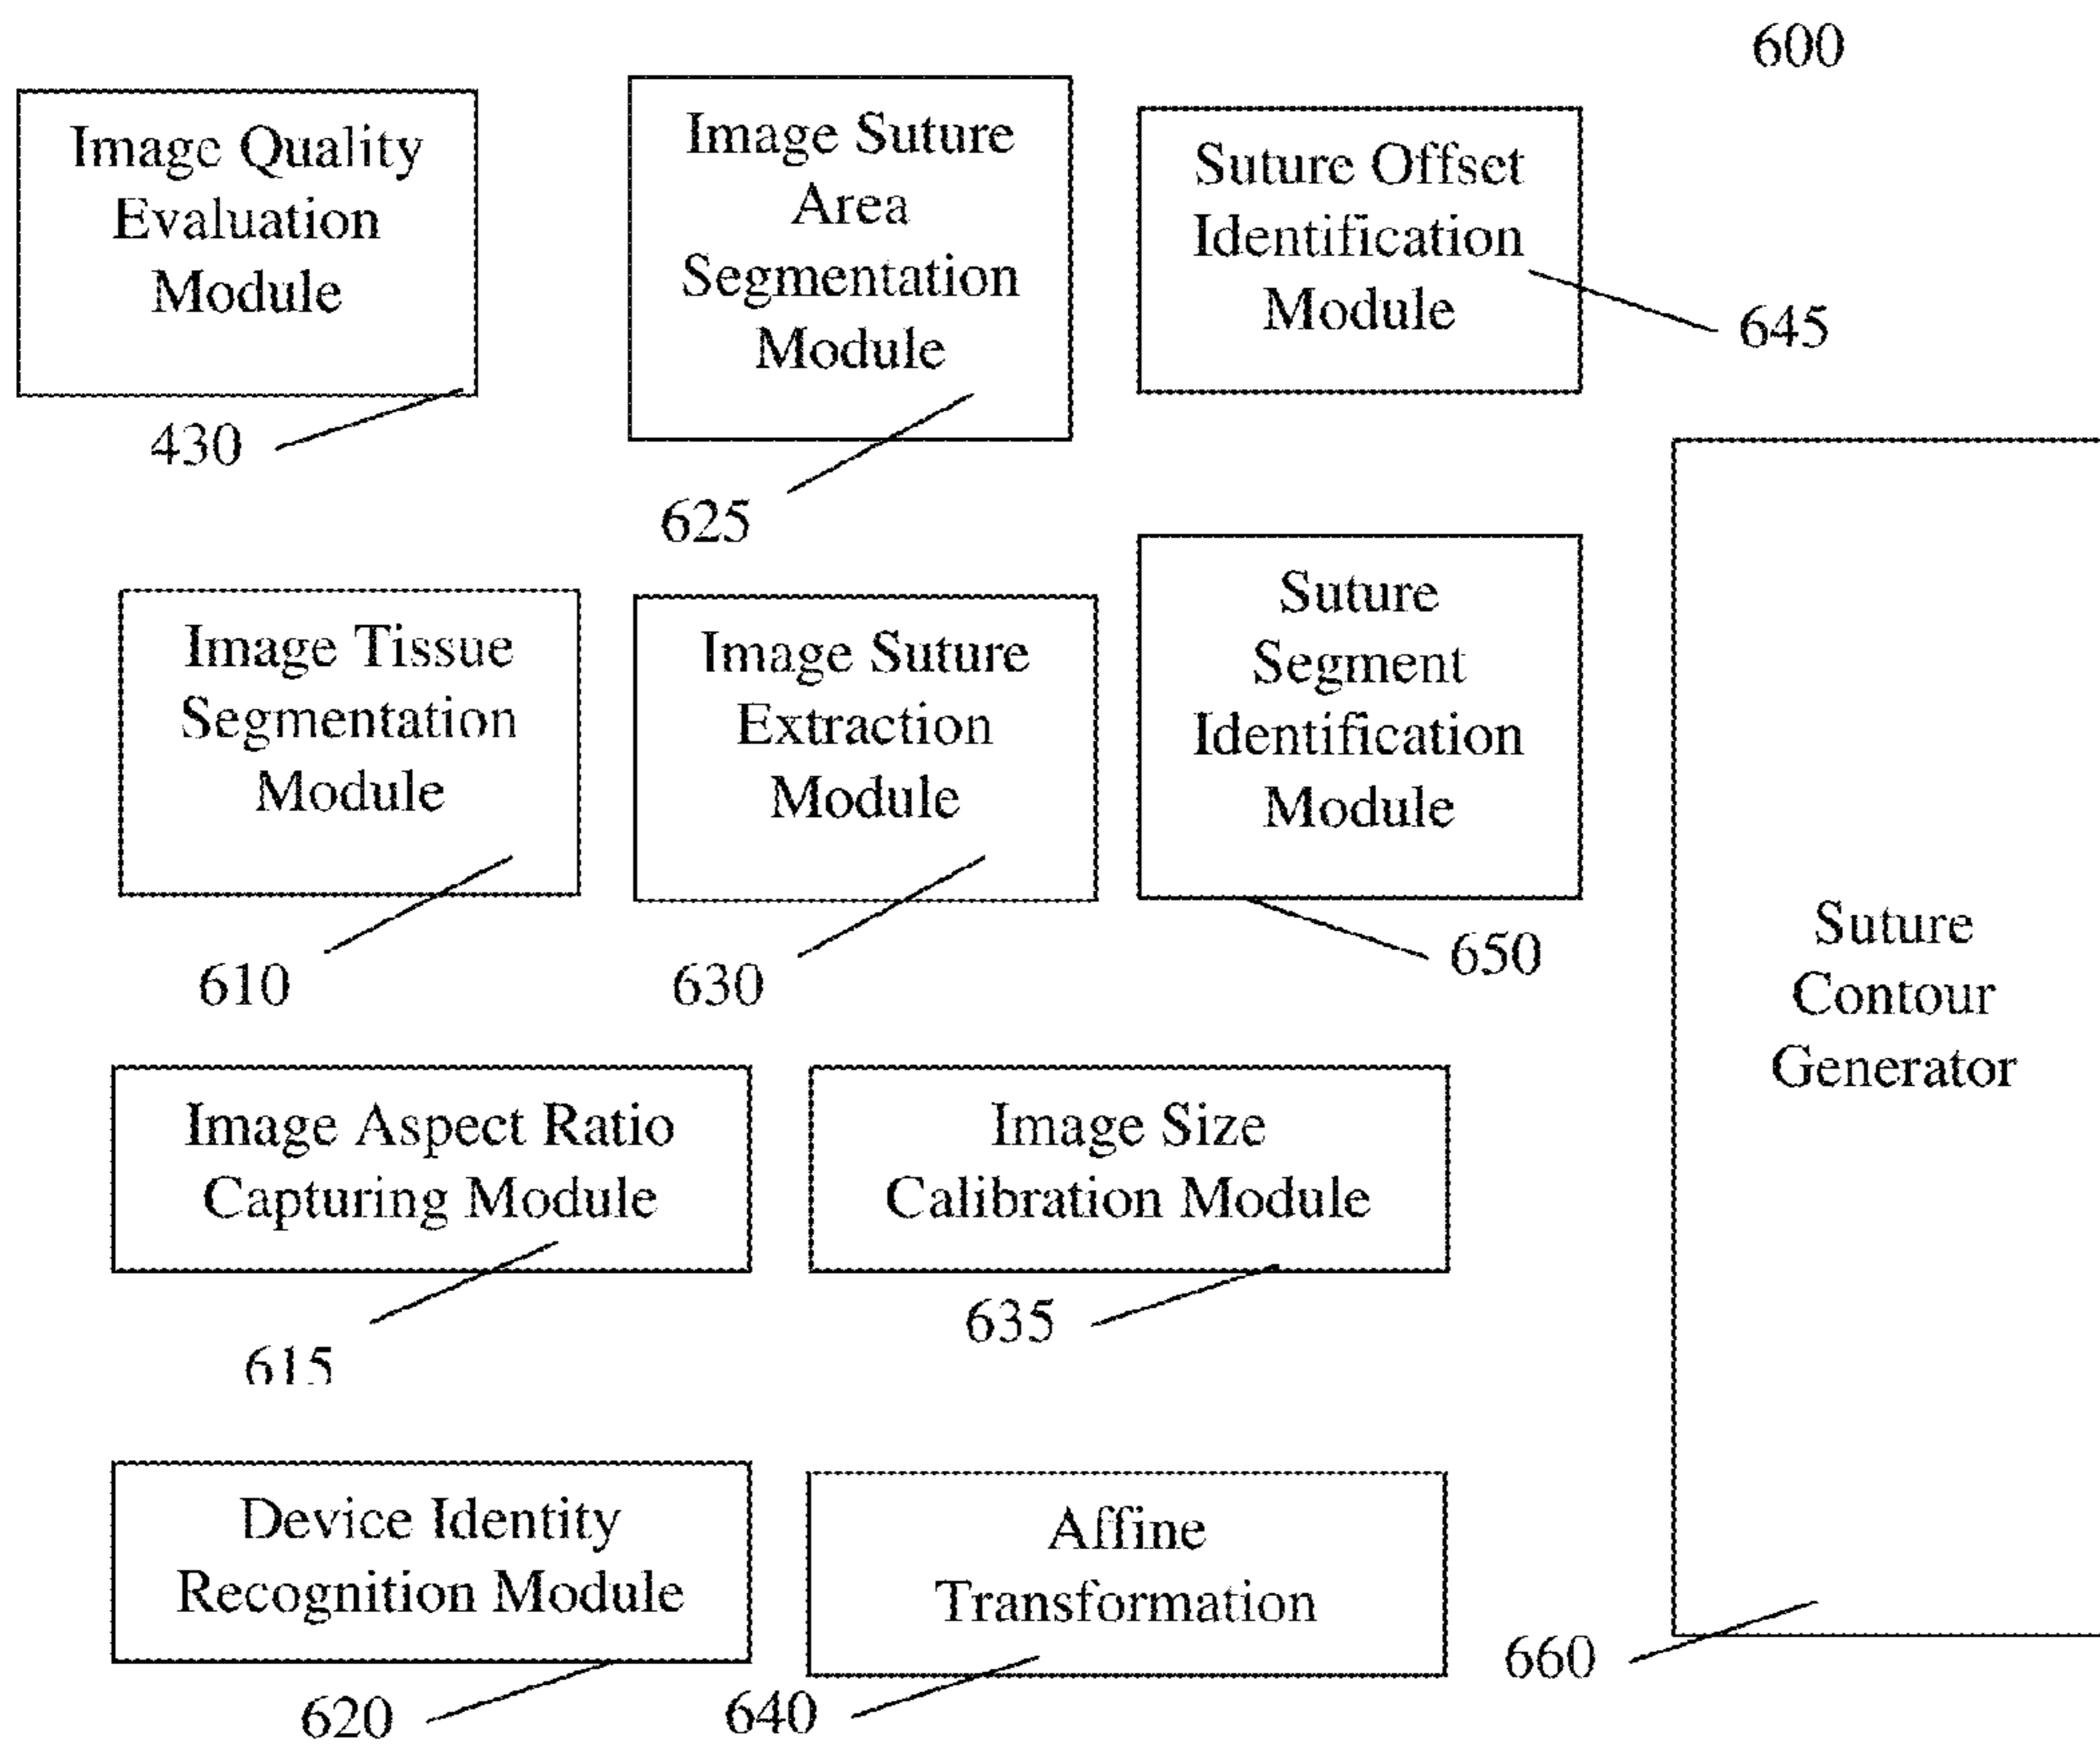 600
Image Quality
Evaluation
Module
430
Image Suture
Area
Segmentation
Module
625
Suture Offset
Identification
Module
645
Image Tissue
Segmentation
Module
610
Image Suture
Extraction
Module
630
Suture
Segment
Identification
Module
650
Suture
Contour
Generator
660
Image Aspect Ratio
Capturing Module
615
Image Size
Calibration Module
635
Device Identity
Recognition Module
620
Affine
Transformation
640